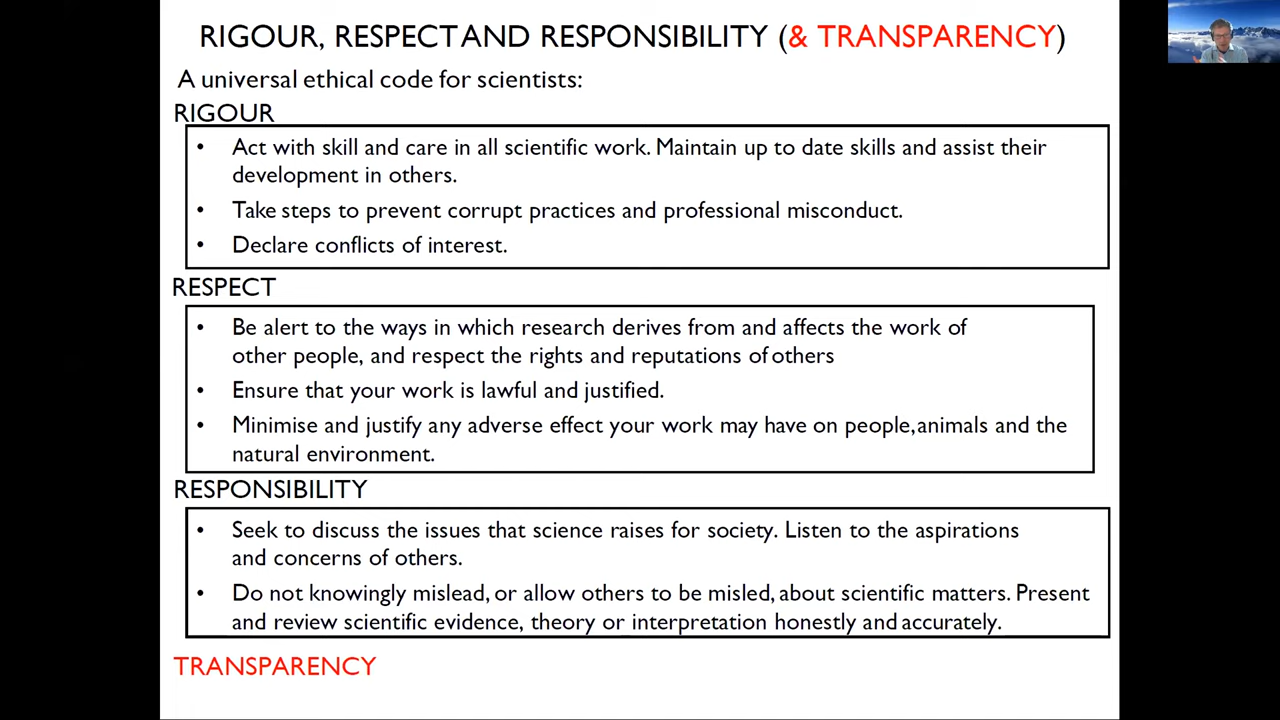 RIGOUR, RESPECT AND RESPONSIBILITY (& TRANSPARENCY)
A universal ethical code for scientists:
RIGOUR
• Act with skill and care in all scientific work. Maintain up to date skills and assist their
development in others.
• Take steps to prevent corrupt practices and professional misconduct.
• Declare conflicts of interest.
RESPECT
• Be alert to the ways in which research derives from and affects the work of
other people, and respect the rights and reputations of others
• Ensure that your work is lawful and justified.
• Minimise and justify any adverse effect your work may have on people, animals and the
natural environment.
RESPONSIBILITY
• Seek to discuss the issues that science raises for society. Listen to the aspirations
and concerns of others.
• Do not knowingly mislead, or allow others to be misled, about scientific matters. Present
and review scientific evidence, theory or interpretation honestly and accurately.
TRANSPARENCY